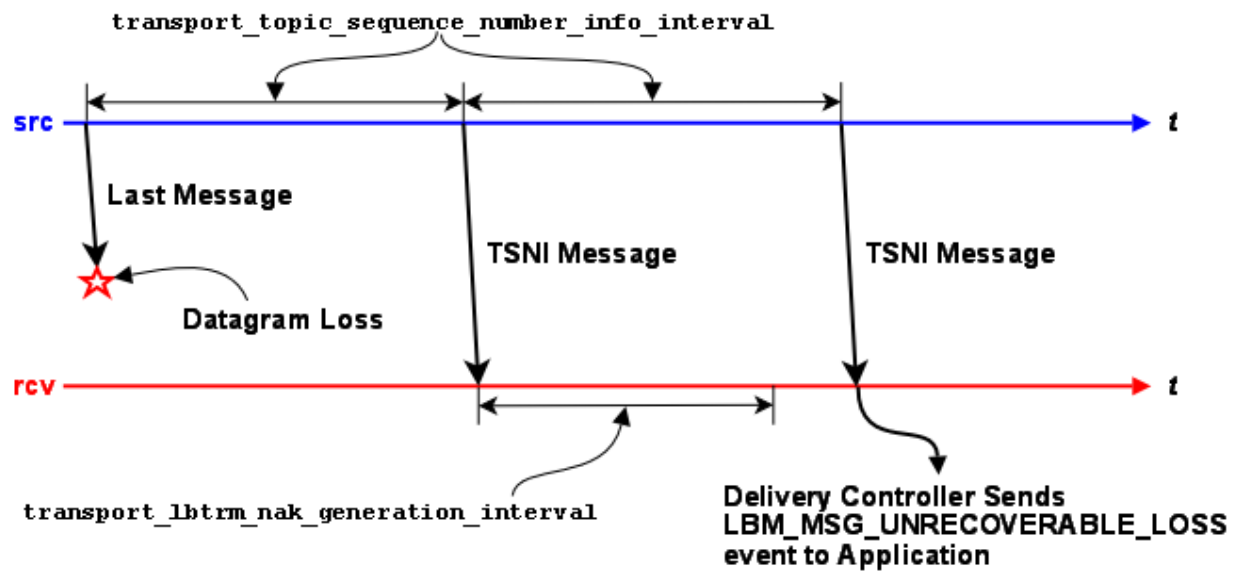 transport_topic_sequence_number_info_interval
src
t
Last Message
TSNI Message
TSNI Message
Datagram Loss
rcv
t
transport_lbtrm_nak_generation_interval
Delivery Controller Sends
LBM_MSG_UNRECOVERABLE_LOSS
event to Application